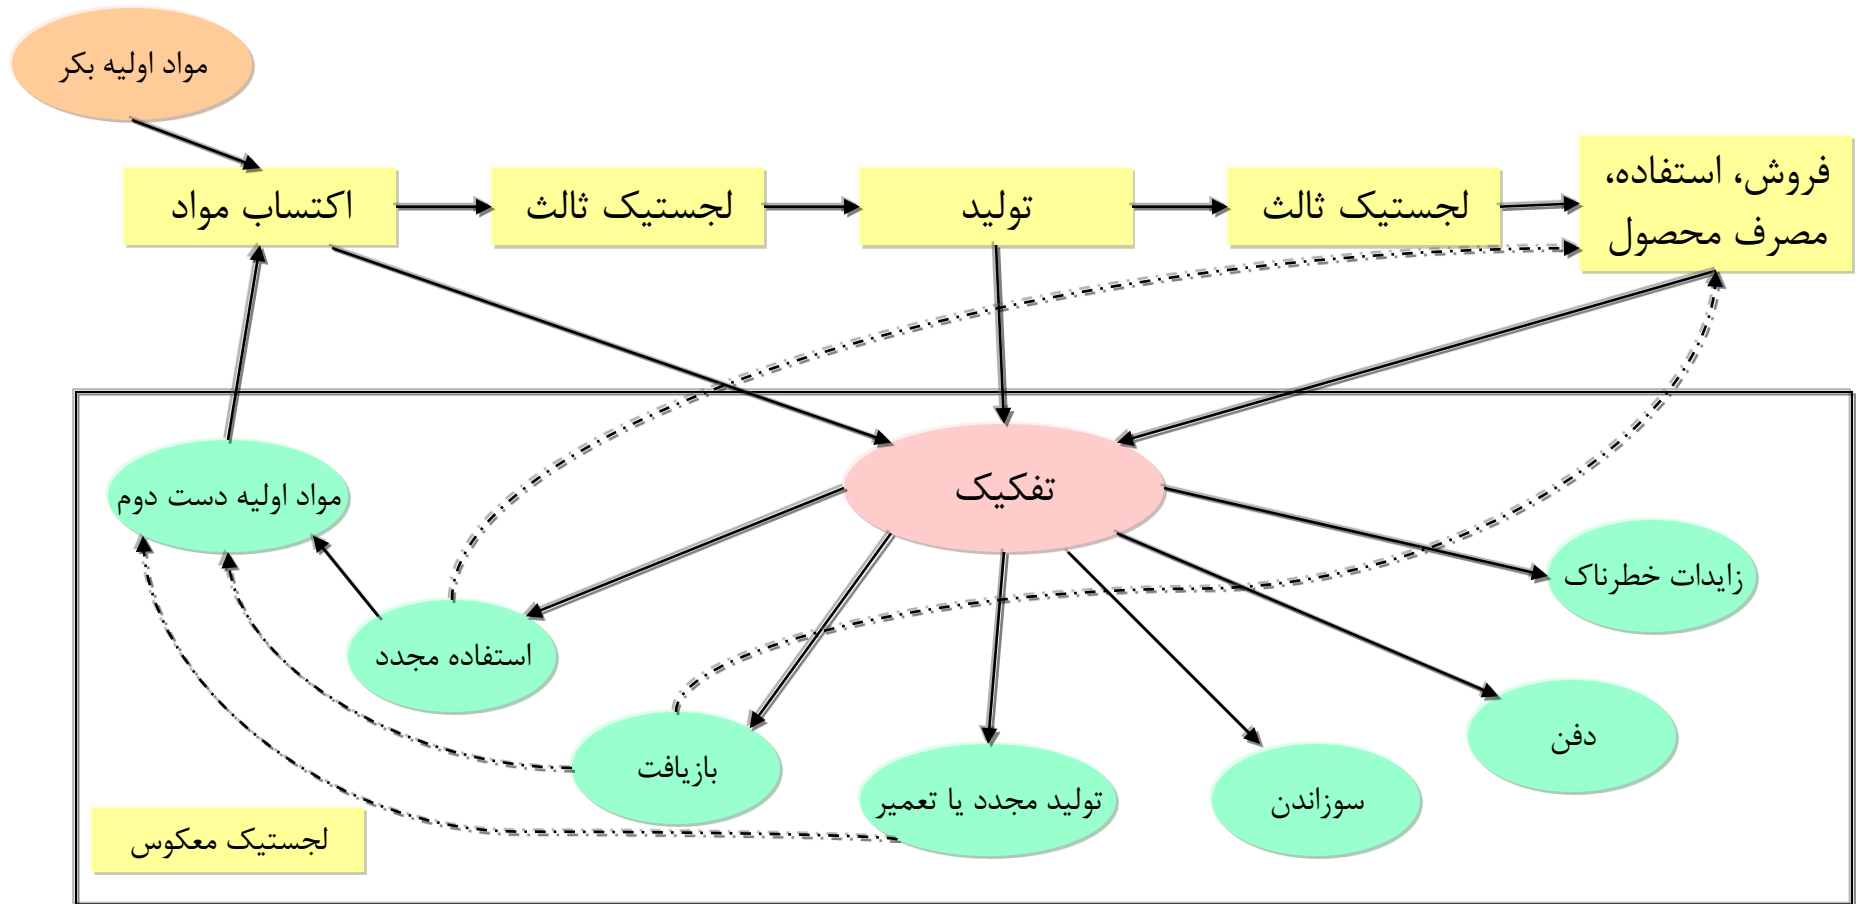 مواد اولیه بکر
اکتساب مواد
لجستیک ثالث
تولید
لجستیک ثالث
فروش، استفاده،
مصرف محصول
تفکیک
مواد اولیه دست دوم
استفاده مجدد
بازیافت
تولید مجدد یا تعمیر
سوزاندن
دفن
زایدات خطرناک
لجستیک معکوس